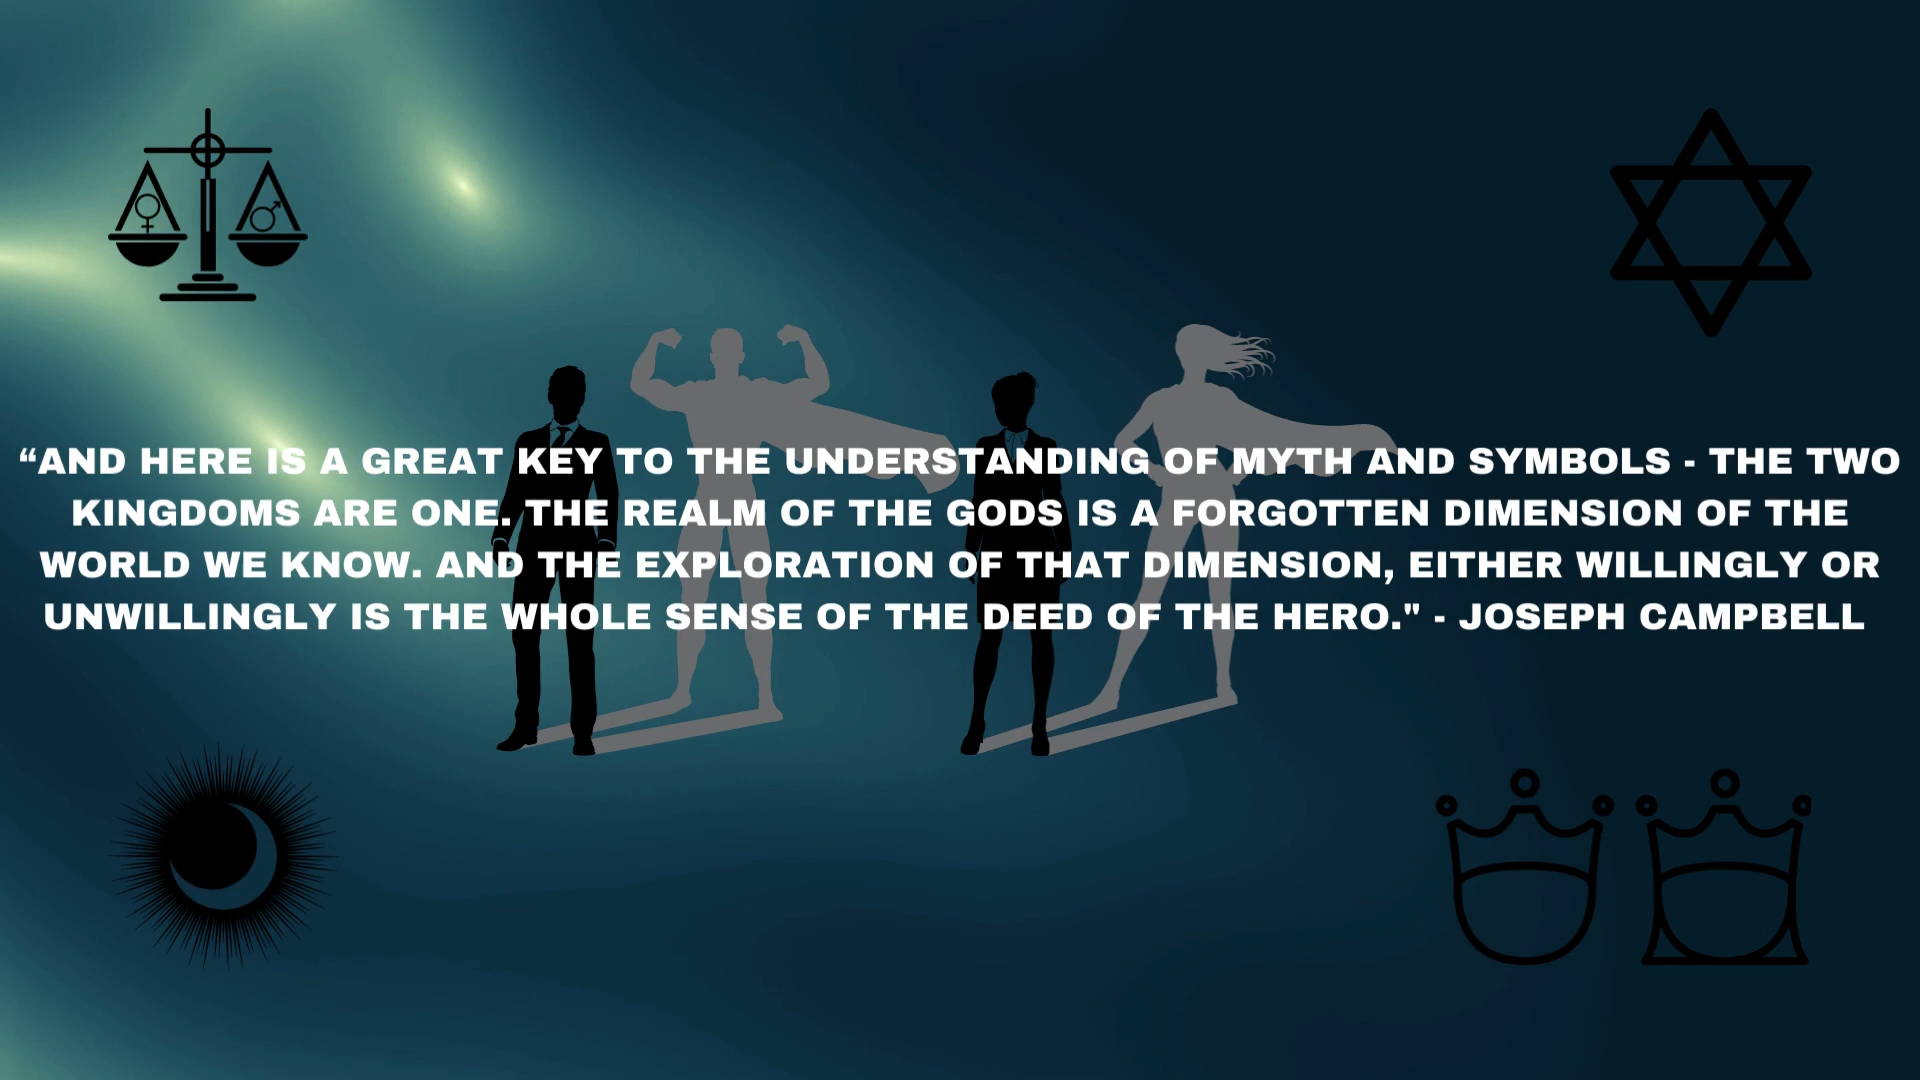 “AND HERE IS A GREAT KEY TO THE UNDERSTANDING OF MYTH AND SYMBOLS - THE TWO
KINGDOMS ARE ONE. THE REALM OF THE GODS IS A FORGOTTEN DIMENSION OF THE
WORLD WE KNOW. AND THE EXPLORATION OF THAT DIMENSION, EITHER WILLINGLY OR
UNWILLINGLY IS THE WHOLE SENSE OF THE DEED OF THE HERO." - JOSEPH CAMPBELL